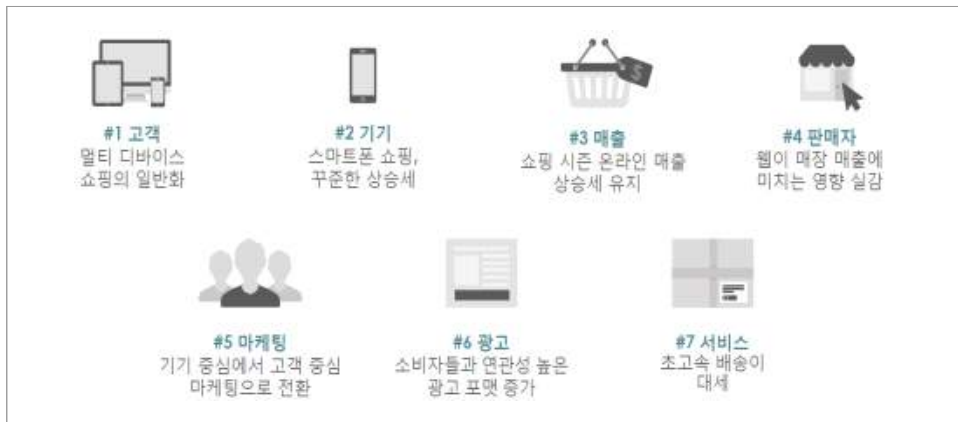 #1 고객
멀티 디바이스
쇼핑의 일반화
#2 기기
스마트폰 쇼핑,
꾸준한 상승세
#3 매출
쇼핑 시즌 온라인 매출
상승세 유지
#4 판매자
웹이 매장 매출에
미치는 영향 실감
#5 마케팅
기기 중심에서 고객 중심
마케팅으로 전환
#6 광고
소비자들과 연관성 높은
광고 포맷 증가
#7 서비스
초고속 배송이
대세